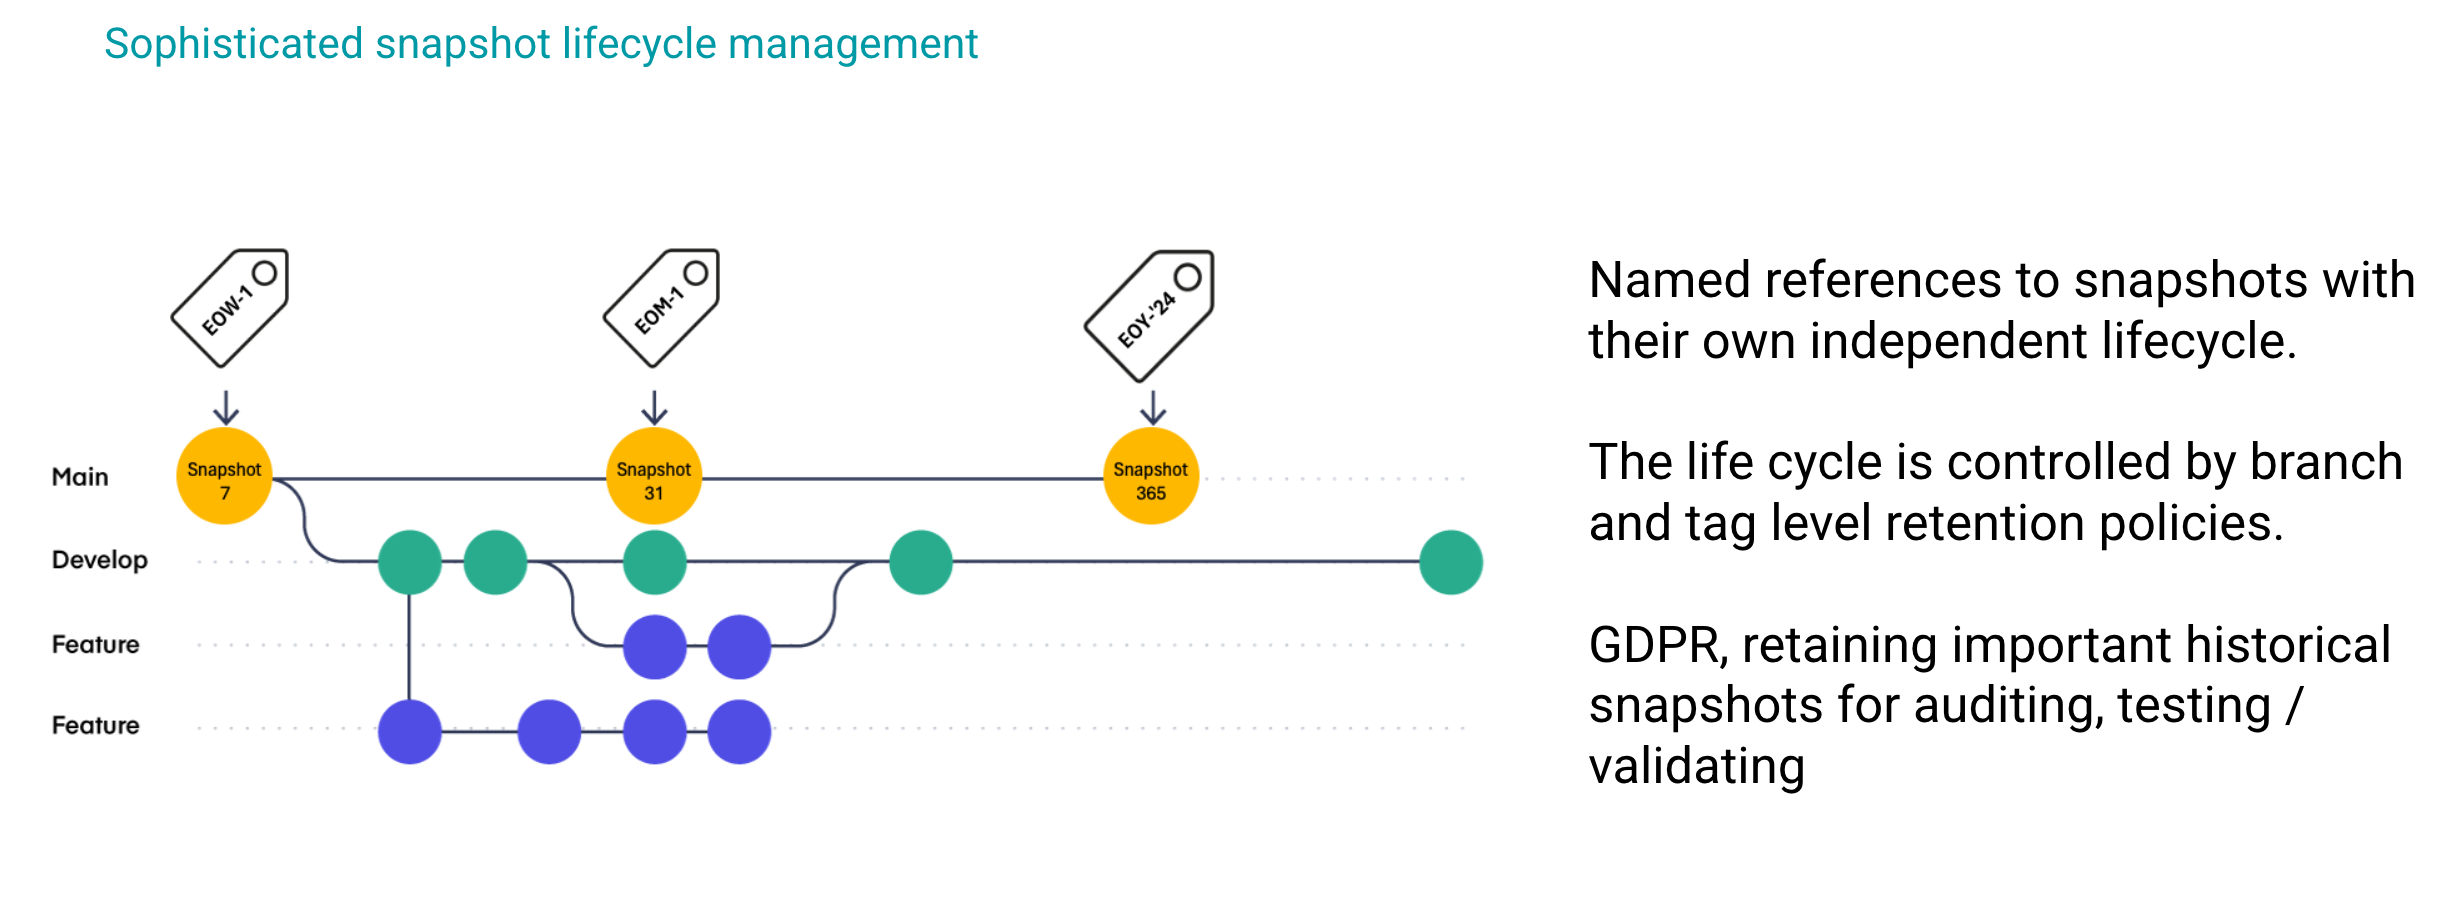 Sophisticated snapshot lifecycle management
EOW-1
EOM-1
EOY-'24
Main
Snapshot
7
Snapshot
31
Snapshot
365
Develop
Feature
Feature
Named references to snapshots with
their own independent lifecycle.
The life cycle is controlled by branch
and tag level retention policies.
GDPR, retaining important historical
snapshots for auditing, testing /
validating